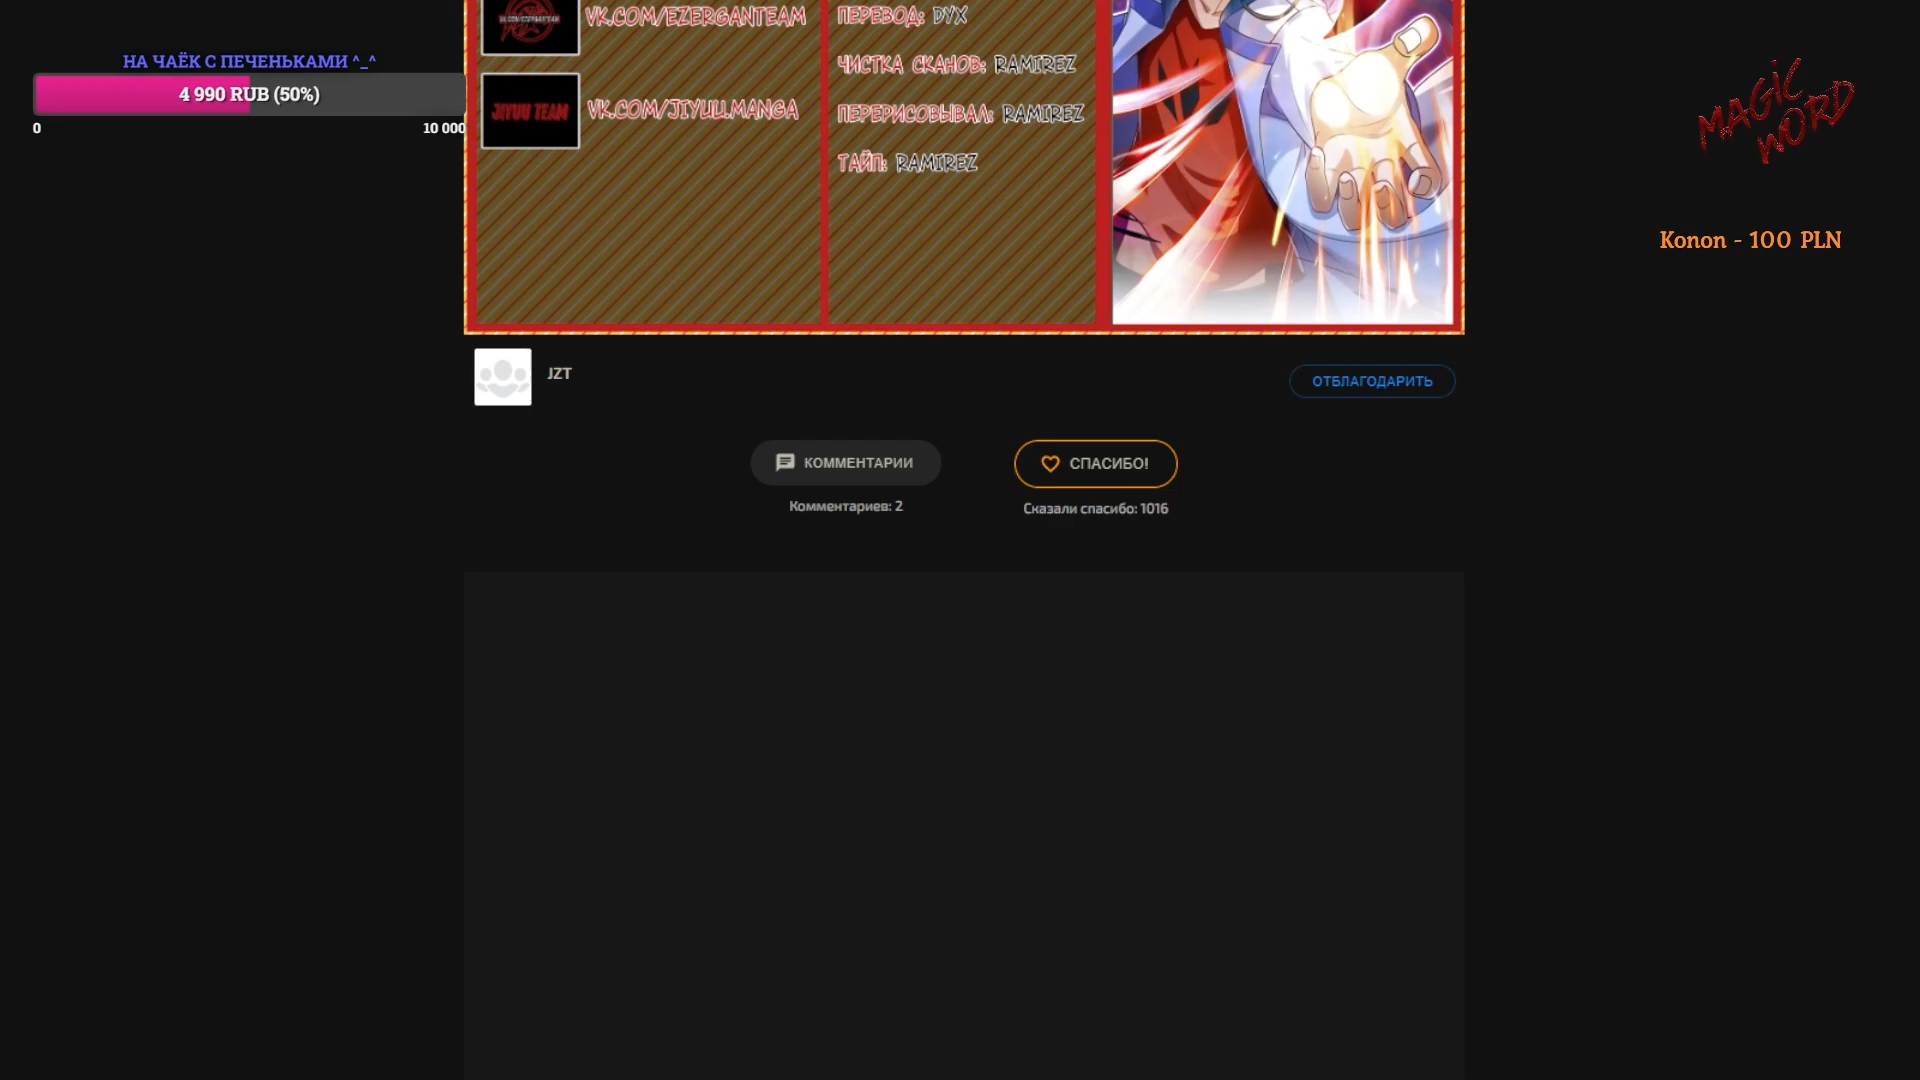 НА ЧАЁК С ПЕЧЕНЬКАМИ ^_^
4 990 RUB (50%)
0
10 000
VK.COM/EZERGANTEAM
JIYUU TEAM
VK.COM/JIYUU.MANGA
ПЕРЕВОД: DYX
ЧИСТКА СКАНОВ: RAMIREZ
ПЕРЕРИСОВЫВАЛ: RAMIREZ
ТАЙП: RAMIREZ
MAGIC
WORD
Konon - 100 PLN
JZT
ОТБЛАГОДАРИТЬ
КОММЕНТАРИИ
Комментариев: 2
СПАСИБО!
Сказали спасибо: 1016